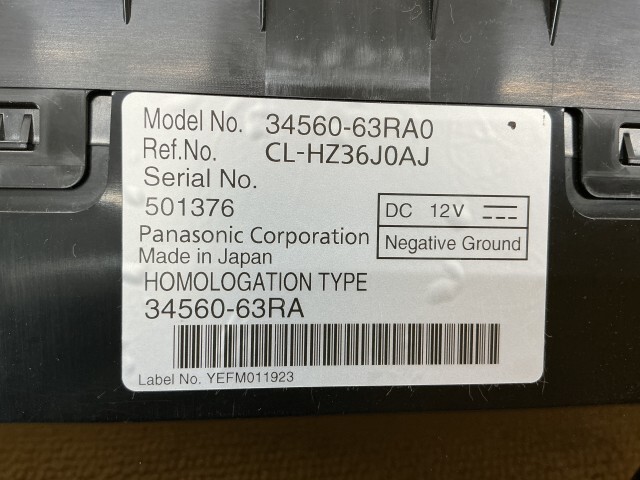 Model No. 34560-63RA0
Ref.No. CL-HZ36J0AJ
Serial No.
501376
DC 12V
Panasonic Corporation
Negative Ground
Made in Japan
HOMOLOGATION TYPE
34560-63RA
Label No. YEFM011923